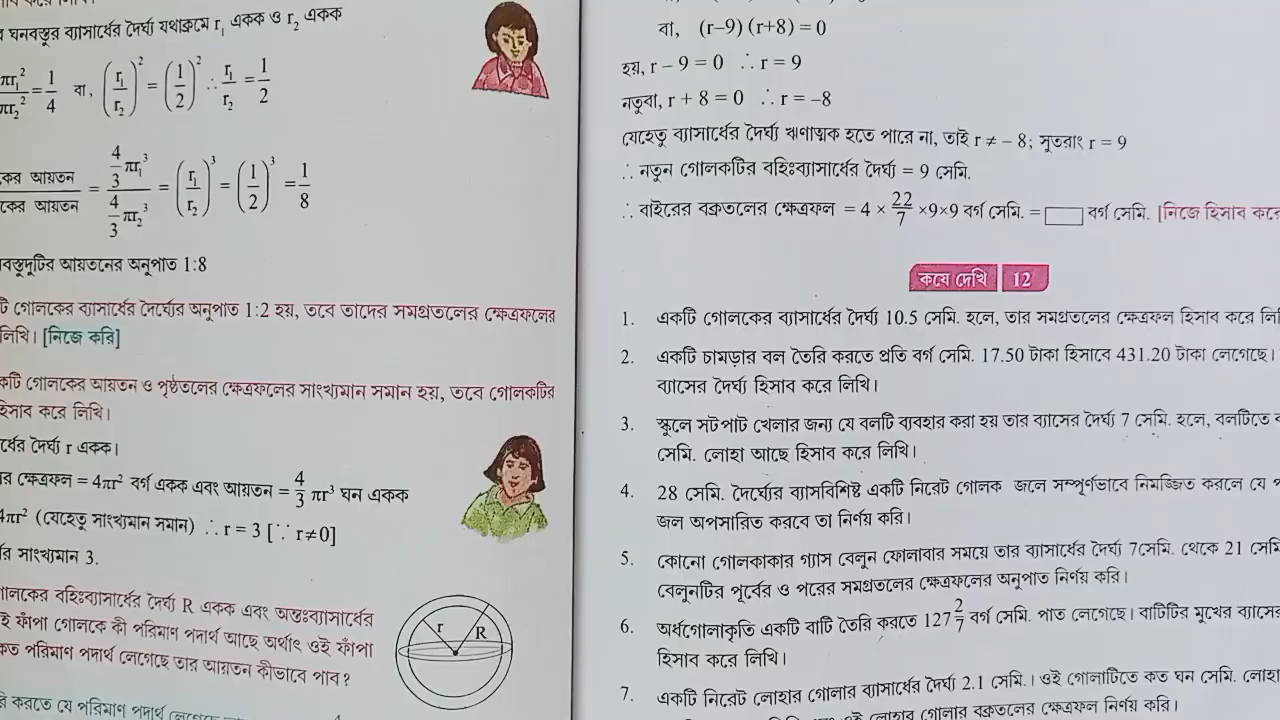 ঘনবস্তুর ব্যাসার্ধের দৈর্ঘ্য যথাক্রমে r₁ একক ও r₂ একক
πr₁²/πr₂² = 1/4 বা, (r₁/r₂)² = (1/2)² ∴ r₁/r₂ = 1/2
কের আয়তন / কের আয়তন = 4/3 πr₁³ / 4/3 πr₂³ = (r₁/r₂)³ = (1/2)³ = 1/8
বস্তুদুটির আয়তনের অনুপাত 1:8
টি গোলকের ব্যাসার্ধের দৈর্ঘ্যের অনুপাত 1:2 হয়, তবে তাদের সমগ্রতলের ক্ষেত্রফলের
লিখি। [নিজে করি]
কটি গোলকের আয়তন ও পৃষ্ঠতলের ক্ষেত্রফলের সাংখ্যমান সমান হয়, তবে গোলকটির
হিসাব করে লিখি।
র্ধের দৈর্ঘ্য r একক।
র ক্ষেত্রফল = 4πr² বর্গ একক এবং আয়তন = 4/3 πr³ ঘন একক
4πr² (যেহেতু সাংখ্যমান সমান) ∴ r = 3 [∵ r≠0]
র সাংখ্যমান 3.
গোলকের বহিঃব্যাসার্ধের দৈর্ঘ্য R একক এবং অন্তঃব্যাসার্ধের
ই ফাঁপা গোলকে কী পরিমাণ পদার্থ আছে অর্থাৎ ওই ফাঁপা
কত পরিমাণ পদার্থ লেগেছে তার আয়তন কীভাবে পাব?
r R
রি করতে যে পরিমাণ পদার্থ
বা, (r–9) (r+8) = 0
হয়, r – 9 = 0 ∴ r = 9
নতুবা, r + 8 = 0 ∴ r = –8
যেহেতু ব্যাসার্ধের দৈর্ঘ্য ঋণাত্মক হতে পারে না, তাই r ≠ – 8; সুতরাং r = 9
∴ নতুন গোলকটির বহিঃব্যাসার্ধের দৈর্ঘ্য = 9 সেমি.
∴ বাইরের বক্রতলের ক্ষেত্রফল = 4 × 22/7 ×9×9 বর্গ সেমি. = বর্গ সেমি. [নিজে হিসাব করে
কষে দেখি 12
1. একটি গোলকের ব্যাসার্ধের দৈর্ঘ্য 10.5 সেমি. হলে, তার সমগ্রতলের ক্ষেত্রফল হিসাব করে লি
2. একটি চামড়ার বল তৈরি করতে প্রতি বর্গ সেমি. 17.50 টাকা হিসাবে 431.20 টাকা লেগেছে।
ব্যাসের দৈর্ঘ্য হিসাব করে লিখি।
3. স্কুলে সটপাট খেলার জন্য যে বলটি ব্যবহার করা হয় তার ব্যাসের দৈর্ঘ্য 7 সেমি. হলে, বলটিতে
সেমি. লোহা আছে হিসাব করে লিখি।
4. 28 সেমি. দৈর্ঘ্যের ব্যাসবিশিষ্ট একটি নিরেট গোলক জলে সম্পূর্ণভাবে নিমজ্জিত করলে যে
জল অপসারিত করবে তা নির্ণয় করি।
5. কোনো গোলকাকার গ্যাস বেলুন ফোলাবার সময়ে তার ব্যাসার্ধের দৈর্ঘ্য 7সেমি. থেকে 21 সেমি
বেলুনটির পূর্বের ও পরের সমগ্রতলের ক্ষেত্রফলের অনুপাত নির্ণয় করি।
6. অর্ধগোলাকৃতি একটি বাটি তৈরি করতে 127 2/7 বর্গ সেমি. পাত লেগেছে। বাটিটির মুখের ব্যাসের
হিসাব করে লিখি।
7. একটি নিরেট লোহার গোলার ব্যাসার্ধের দৈর্ঘ্য 2.1 সেমি.। ওই গোলাটিতে কত ঘন সেমি. লোহা
ওই লোহার গোলার বক্রতলের ক্ষেত্রফল নির্ণয় করি।